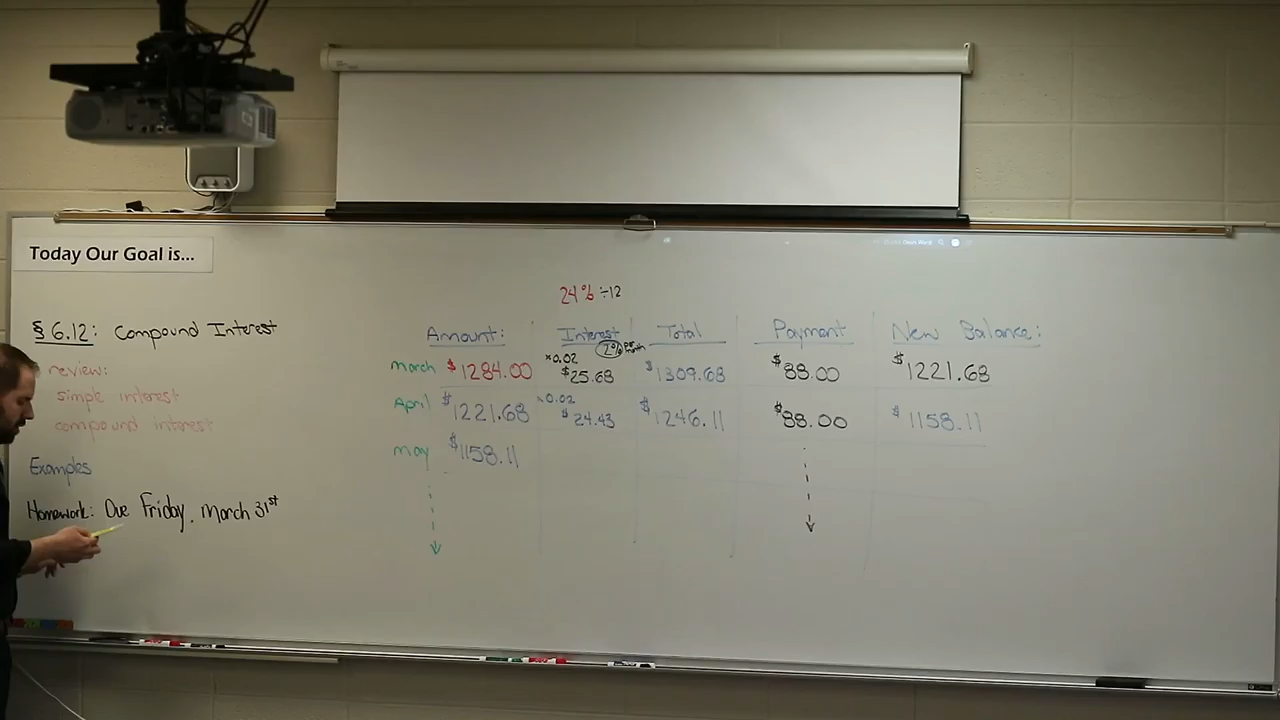 Today Our Goal is...
24% ÷12
§ 6.12: Compound Interest
Amount: Interest Total Payment New Balance:
2% per month
review:
×0.02
March $1284.00 $25.68 $1309.68 $88.00 $1221.68
simple interest
×0.02
April $1221.68 $24.43 $1246.11 $88.00 $1158.11
compound interest
May $1158.11
Examples
Homework: Due Friday, March 31st